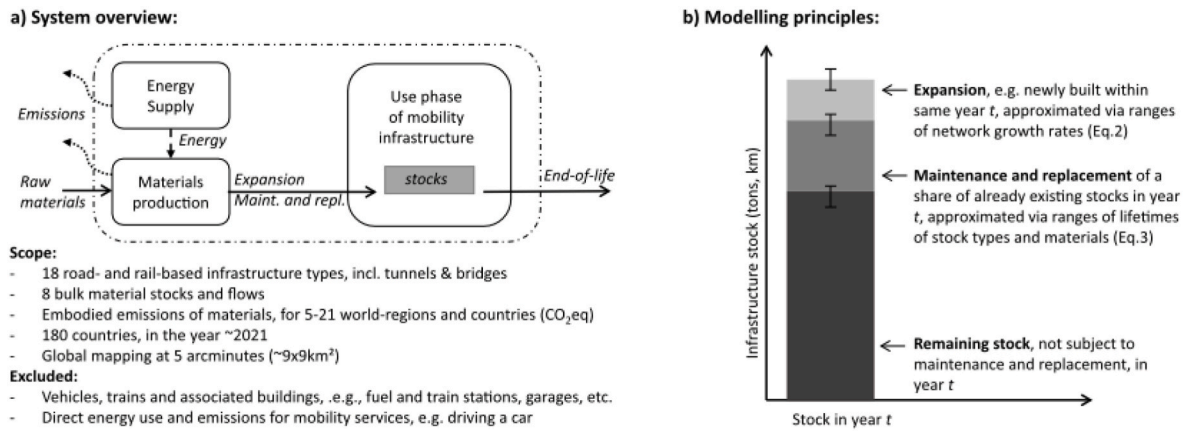 a) System overview:
Energy
Supply
Emissions
Energy
Raw
materials
Materials
production
Expansion
Maint. and repl.
Use phase
of mobility
infrastructure
stocks
End-of-life
Scope:
- 18 road- and rail-based infrastructure types, incl. tunnels & bridges
- 8 bulk material stocks and flows
- Embodied emissions of materials, for 5-21 world-regions and countries (CO₂eq)
- 180 countries, in the year ~2021
- Global mapping at 5 arcminutes (~9x9km²)
Excluded:
- Vehicles, trains and associated buildings, .e.g., fuel and train stations, garages, etc.
- Direct energy use and emissions for mobility services, e.g. driving a car
b) Modelling principles:
Infrastructure stock (tons, km)
Expansion, e.g. newly built within
same year t, approximated via ranges
of network growth rates (Eq.2)
Maintenance and replacement of a
share of already existing stocks in year
t, approximated via ranges of lifetimes
of stock types and materials (Eq.3)
Remaining stock, not subject to
maintenance and replacement, in
year t
Stock in year t